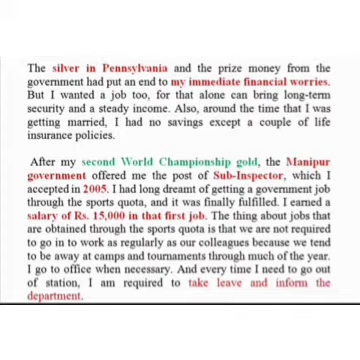 The silver in Pennsylvania and the prize money from the
government had put an end to my immediate financial worries.
But I wanted a job too, for that alone can bring long-term
security and a steady income. Also, around the time that I was
getting married, I had no savings except a couple of life
insurance policies.
After my second World Championship gold, the Manipur
government offered me the post of Sub-Inspector, which I
accepted in 2005. I had long dreamt of getting a government job
through the sports quota, and it was finally fulfilled. I earned a
salary of Rs. 15,000 in that first job. The thing about jobs that
are obtained through the sports quota is that we are not required
to go in to work as regularly as our colleagues because we tend
to be away at camps and tournaments through much of the year.
I go to office when necessary. And every time I need to go out
of station, I am required to take leave and inform the
department.